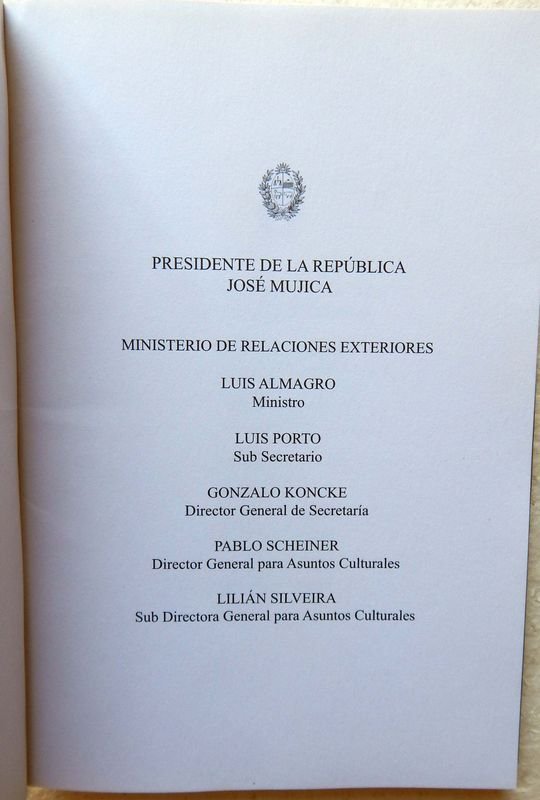 PRESIDENTE DE LA REPÚBLICA
JOSÉ MUJICA
MINISTERIO DE RELACIONES EXTERIORES
LUIS ALMAGRO
Ministro
LUIS PORTO
Sub Secretario
GONZALO KONCKE
Director General de Secretaría
PABLO SCHEINER
Director General para Asuntos Culturales
LILIÁN SILVEIRA
Sub Directora General para Asuntos Culturales